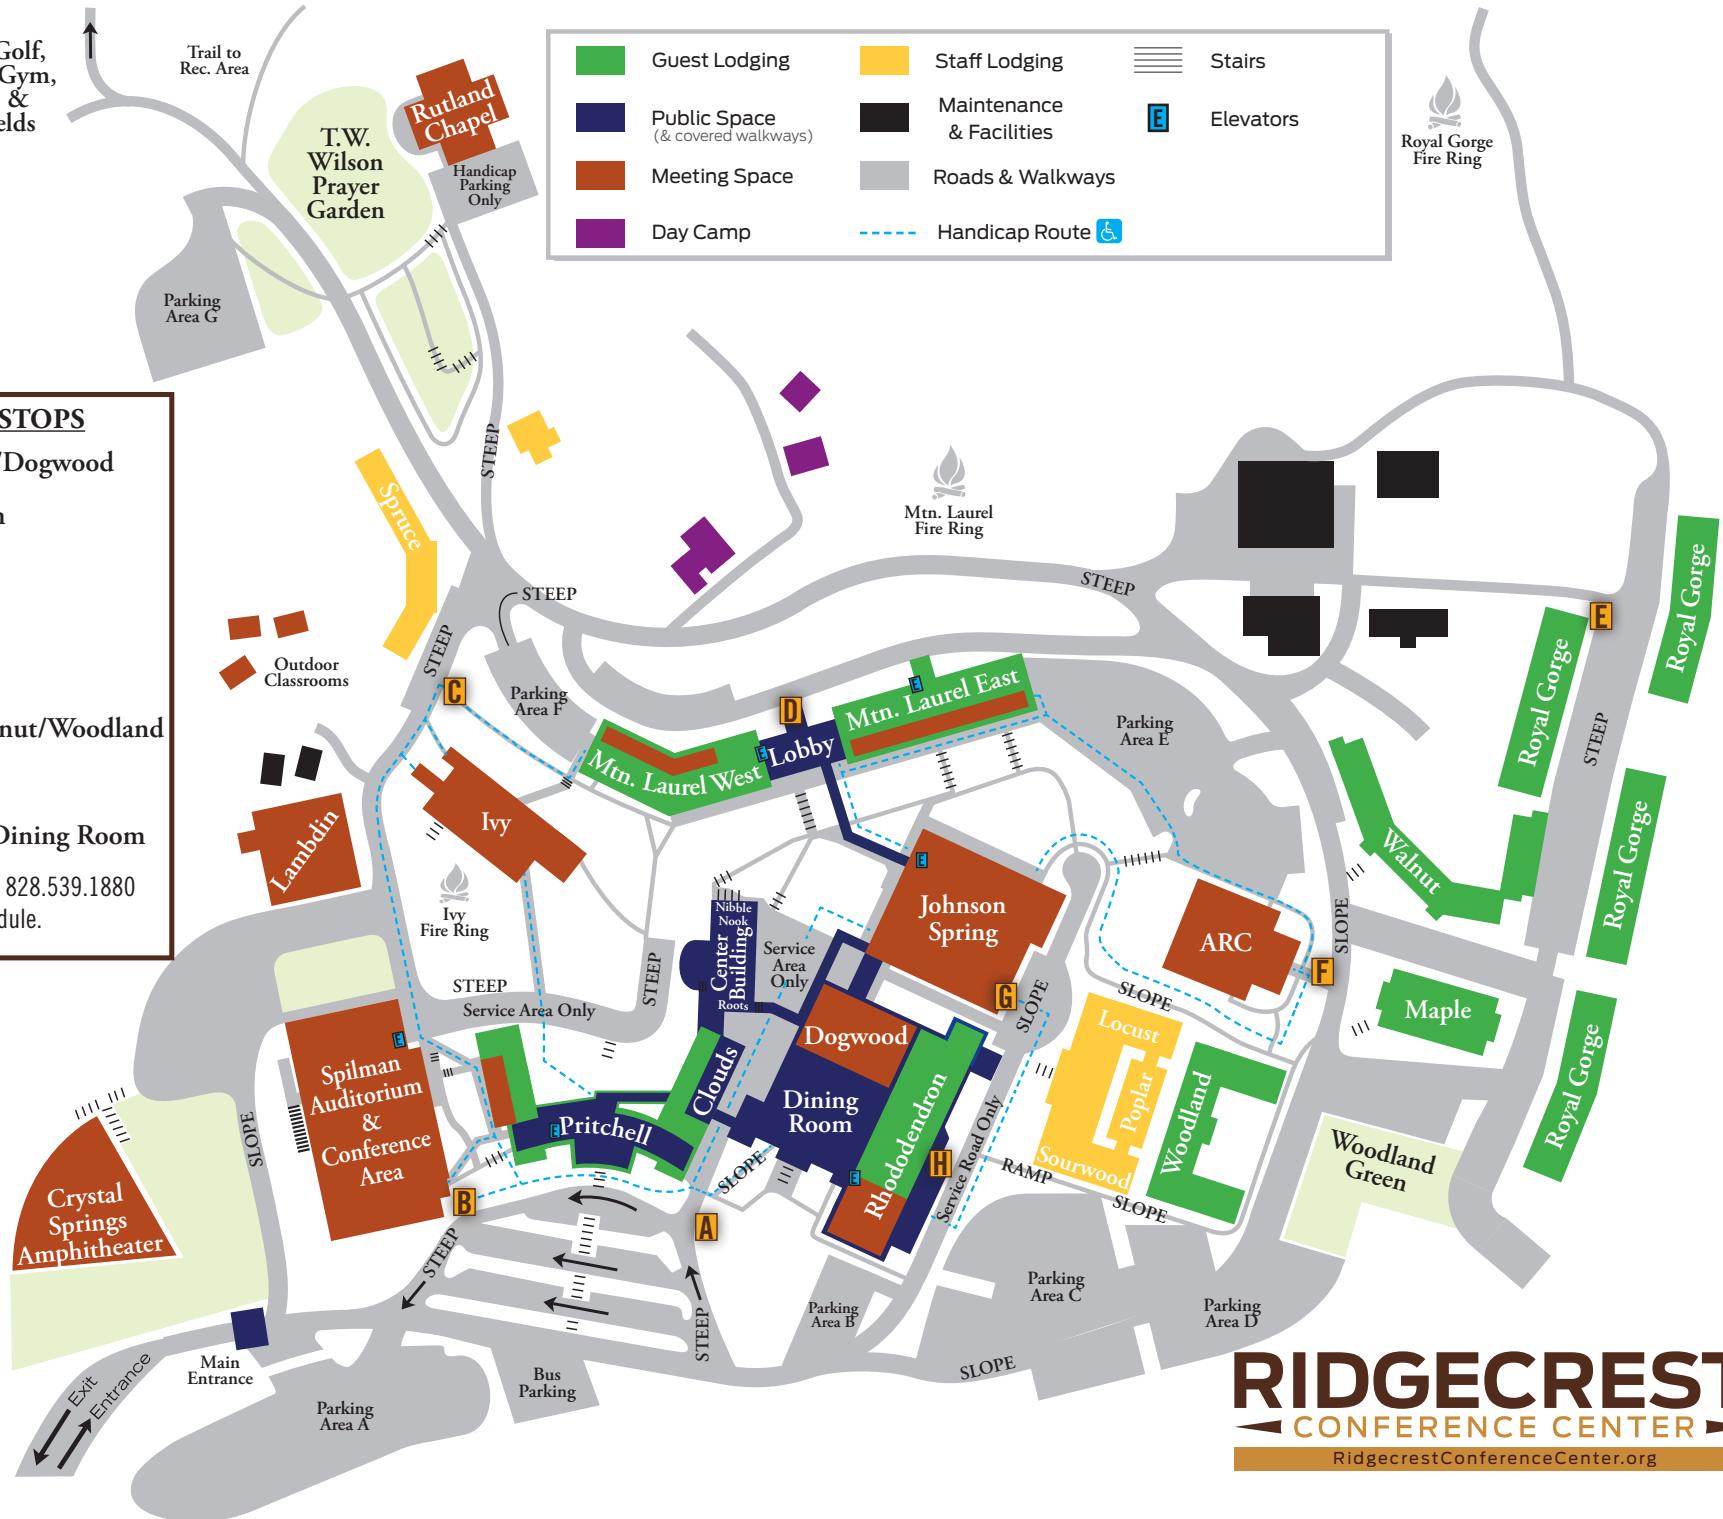 Golf,
Gym,
&
elds
Trail to
Rec. Area
T.W.
Wilson
Prayer
Garden
Rutland
Chapel
Handicap
Parking
Only
Guest Lodging
Public Space
(& covered walkways)
Meeting Space
Day Camp
Staff Lodging
Maintenance
& Facilities
Roads & Walkways
Handicap Route
Stairs
E
Elevators
Royal Gorge
Fire Ring
Parking
Area G
STOPS
/Dogwood
n
nut/Woodland
Dining Room
828.539.1880
dule.
STEEP
Spruce
STEEP
STEEP
Outdoor
Classrooms
C
Parking
Area F
Mtn. Laurel
Fire Ring
STEEP
D
E
Lobby
E
Mtn. Laurel East
Mtn. Laurel West
Parking
Area E
E
Royal Gorge
Royal Gorge
STEEP
Royal Gorge
Royal Gorge
Walnut
Lambdin
Ivy
Ivy
Fire Ring
E
Johnson
Spring
ARC
SLOPE
F
Maple
Nibble
Nook
Center
Building
Roots
Service
Area
Only
STEEP
Service Area Only
STEEP
G
SLOPE
SLOPE
Dogwood
Locust
Poplar
Sourwood
Woodland
Woodland
Green
E
Spilman
Auditorium
&
Conference
Area
SLOPE
Crystal
Springs
Amphitheater
E
Pritchell
Clouds
Dining
Room
E
Rhododendron
H
Service Road Only
RAMP
SLOPE
SLOPE
B
A
STEEP
STEEP
Parking
Area B
Parking
Area C
Parking
Area D
SLOPE
Main
Entrance
Exit
Entrance
Parking
Area A
Bus
Parking
RIDGECREST
CONFERENCE CENTER
RidgecrestConferenceCenter.org